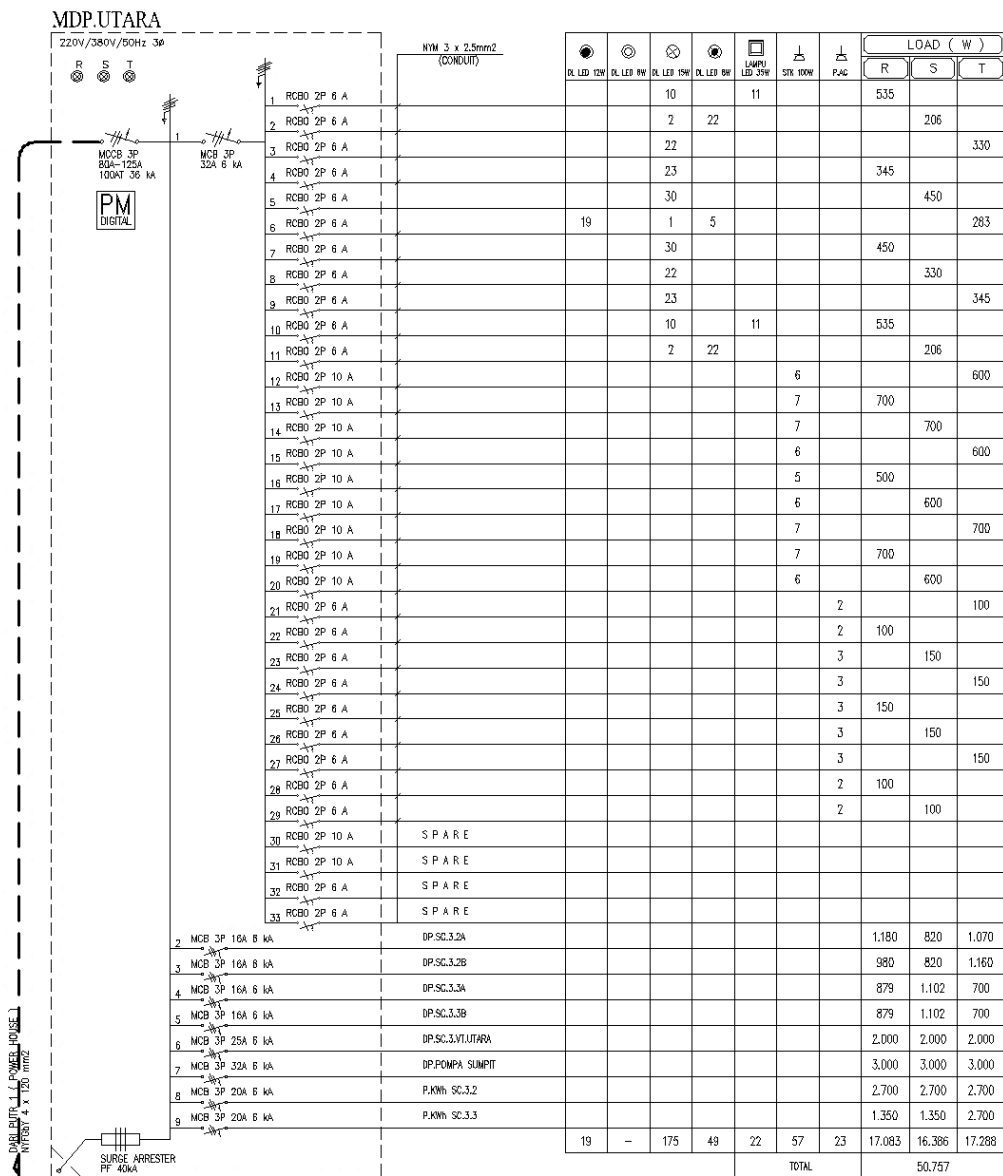 MDP.UTARA
220V/380V/50Hz 3ø
R S T
NYM 3 x 2.5mm2
(CONDUIT)
MCCB 3P
80A-125A
100AT 36 kA
1
MCB 3P
32A 6 kA
PM
DIGITAL
DL LED 12W DL LED 8W DL LED 15W DL LED 8W LAMPU LED 35W STK 100W P.AC LOAD ( W )
R S T
1 RCBO 2P 6 A 10 11 535
2 RCBO 2P 6 A 2 22 206
3 RCBO 2P 6 A 22 330
4 RCBO 2P 6 A 23 345
5 RCBO 2P 6 A 30 450
6 RCBO 2P 6 A 19 1 5 283
7 RCBO 2P 6 A 30 450
8 RCBO 2P 6 A 22 330
9 RCBO 2P 6 A 23 345
10 RCBO 2P 6 A 10 11 535
11 RCBO 2P 6 A 2 22 206
12 RCBO 2P 10 A 6 600
13 RCBO 2P 10 A 7 700
14 RCBO 2P 10 A 7 700
15 RCBO 2P 10 A 6 600
16 RCBO 2P 10 A 5 500
17 RCBO 2P 10 A 6 600
18 RCBO 2P 10 A 7 700
19 RCBO 2P 10 A 7 700
20 RCBO 2P 10 A 6 600
21 RCBO 2P 6 A 2 100
22 RCBO 2P 6 A 2 100
23 RCBO 2P 6 A 3 150
24 RCBO 2P 6 A 3 150
25 RCBO 2P 6 A 3 150
26 RCBO 2P 6 A 3 150
27 RCBO 2P 6 A 3 150
28 RCBO 2P 6 A 2 100
29 RCBO 2P 6 A 2 100
30 RCBO 2P 10 A SPARE
31 RCBO 2P 10 A SPARE
32 RCBO 2P 6 A SPARE
33 RCBO 2P 6 A SPARE
2 MCB 3P 16A 6 kA DP.SC.3.2A 1.180 820 1.070
3 MCB 3P 16A 6 kA DP.SC.3.2B 980 820 1.160
4 MCB 3P 16A 6 kA DP.SC.3.3A 879 1.102 700
5 MCB 3P 16A 6 kA DP.SC.3.3B 879 1.102 700
6 MCB 3P 25A 6 kA DP.SC.3.VT.UTARA 2.000 2.000 2.000
7 MCB 3P 32A 6 kA DP.POMPA SUMPIT 3.000 3.000 3.000
8 MCB 3P 20A 6 kA P.KWh SC.3.2 2.700 2.700 2.700
9 MCB 3P 20A 6 kA P.KWh SC.3.3 1.350 1.350 2.700
19 - 175 49 22 57 23 17.083 16.386 17.288
TOTAL 50.757
SURGE ARRESTER
PF 40kA
DARI PUTR 1 ( POWER HOUSE )
NYFGbY 4 x 120 mm2